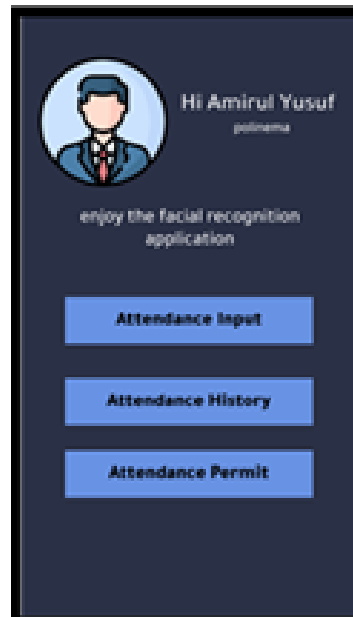 Hi Amirul Yusuf
polinema
enjoy the facial recognition
application
Attendance Input
Attendance History
Attendance Permit